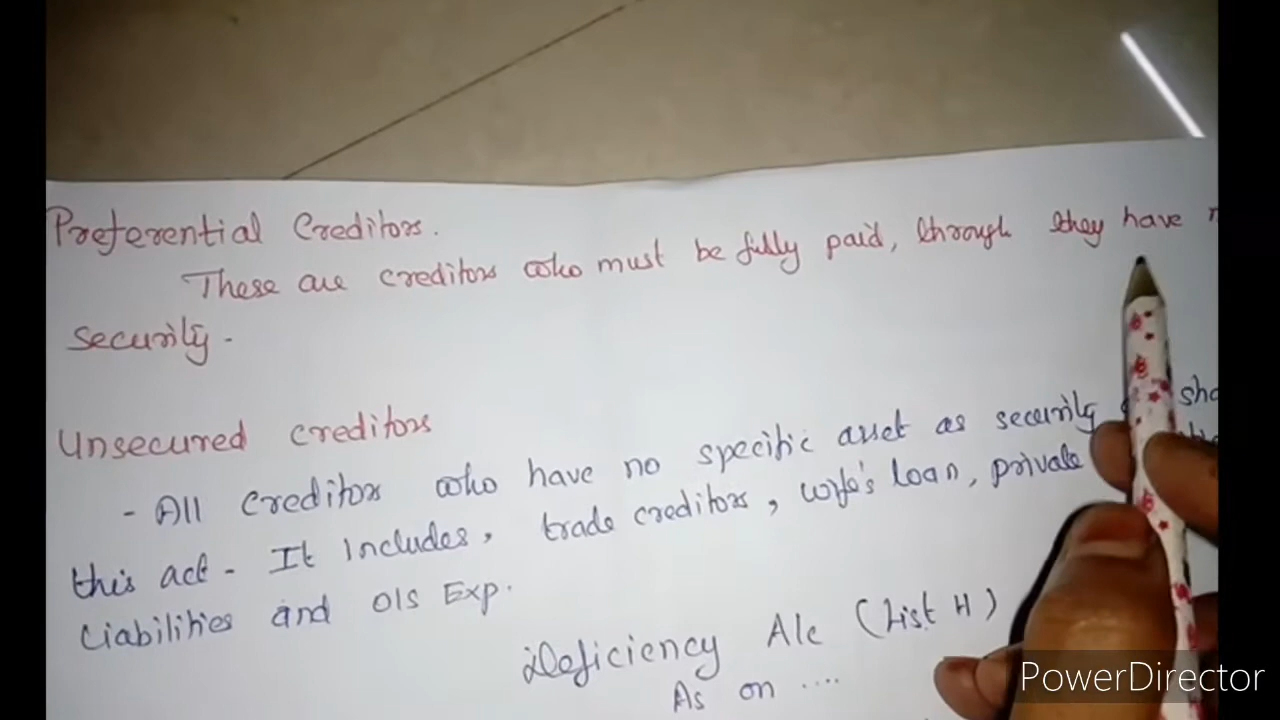 Preferential Creditors.
These are creditors who must be fully paid, through they have
security.
Unsecured creditors
- All creditors who have no specific asset as security
this act. It includes, trade creditors, wife's loan, private
Liabilities and O/S Exp.
Deficiency A/c (List H)
As on ....
PowerDirector